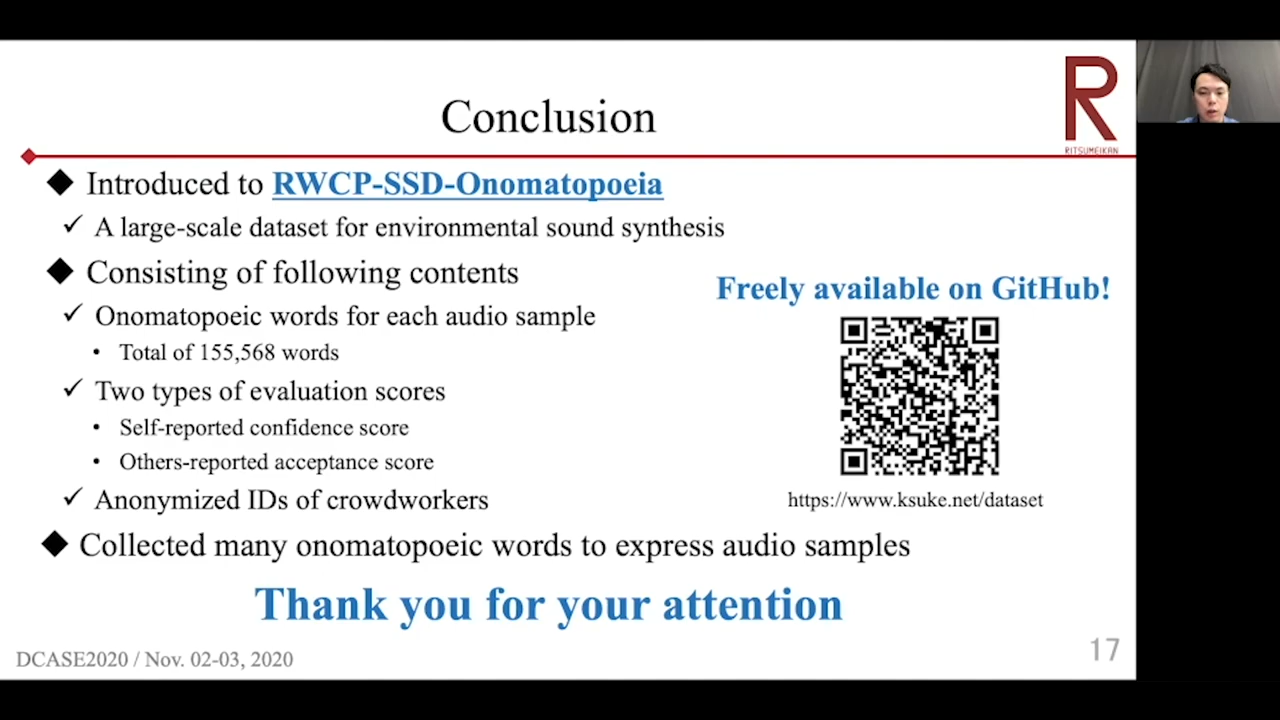 Conclusion
RITSUMEIKAN
◆ Introduced to RWCP-SSD-Onomatopoeia
✓ A large-scale dataset for environmental sound synthesis
◆ Consisting of following contents
✓ Onomatopoeic words for each audio sample
• Total of 155,568 words
✓ Two types of evaluation scores
• Self-reported confidence score
• Others-reported acceptance score
✓ Anonymized IDs of crowdworkers
Freely available on GitHub!
https://www.ksuke.net/dataset
◆ Collected many onomatopoeic words to express audio samples
Thank you for your attention
DCASE2020 / Nov. 02-03, 2020
17